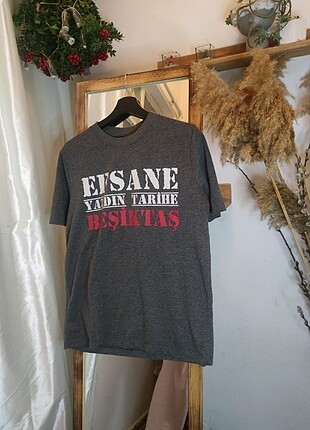 EFSANE
YAZDIN TARİHE
BEŞİKTAŞ